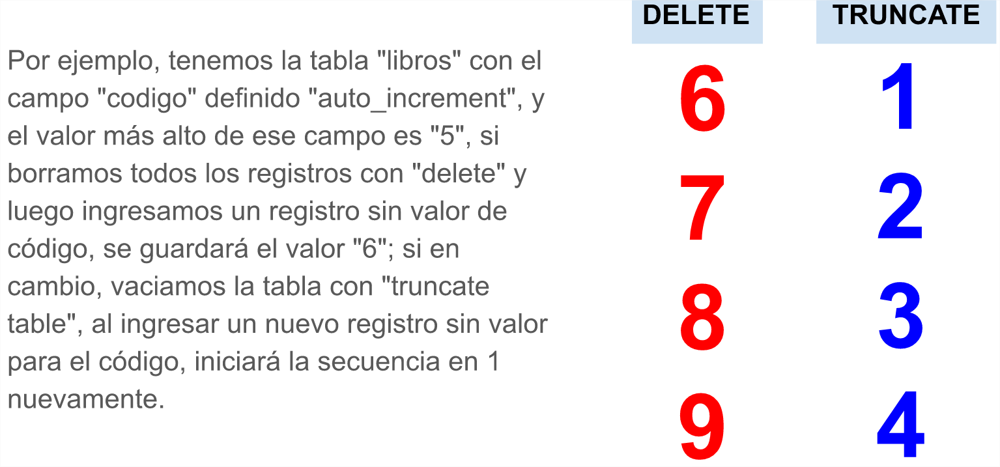 DELETE TRUNCATE
Por ejemplo, tenemos la tabla "libros" con el
campo "codigo" definido "auto_increment", y
el valor más alto de ese campo es "5", si
borramos todos los registros con "delete" y
luego ingresamos un registro sin valor de
código, se guardará el valor "6"; si en
cambio, vaciamos la tabla con "truncate
table", al ingresar un nuevo registro sin valor
para el código, iniciará la secuencia en 1
nuevamente.
6 1
7 2
8 3
9 4